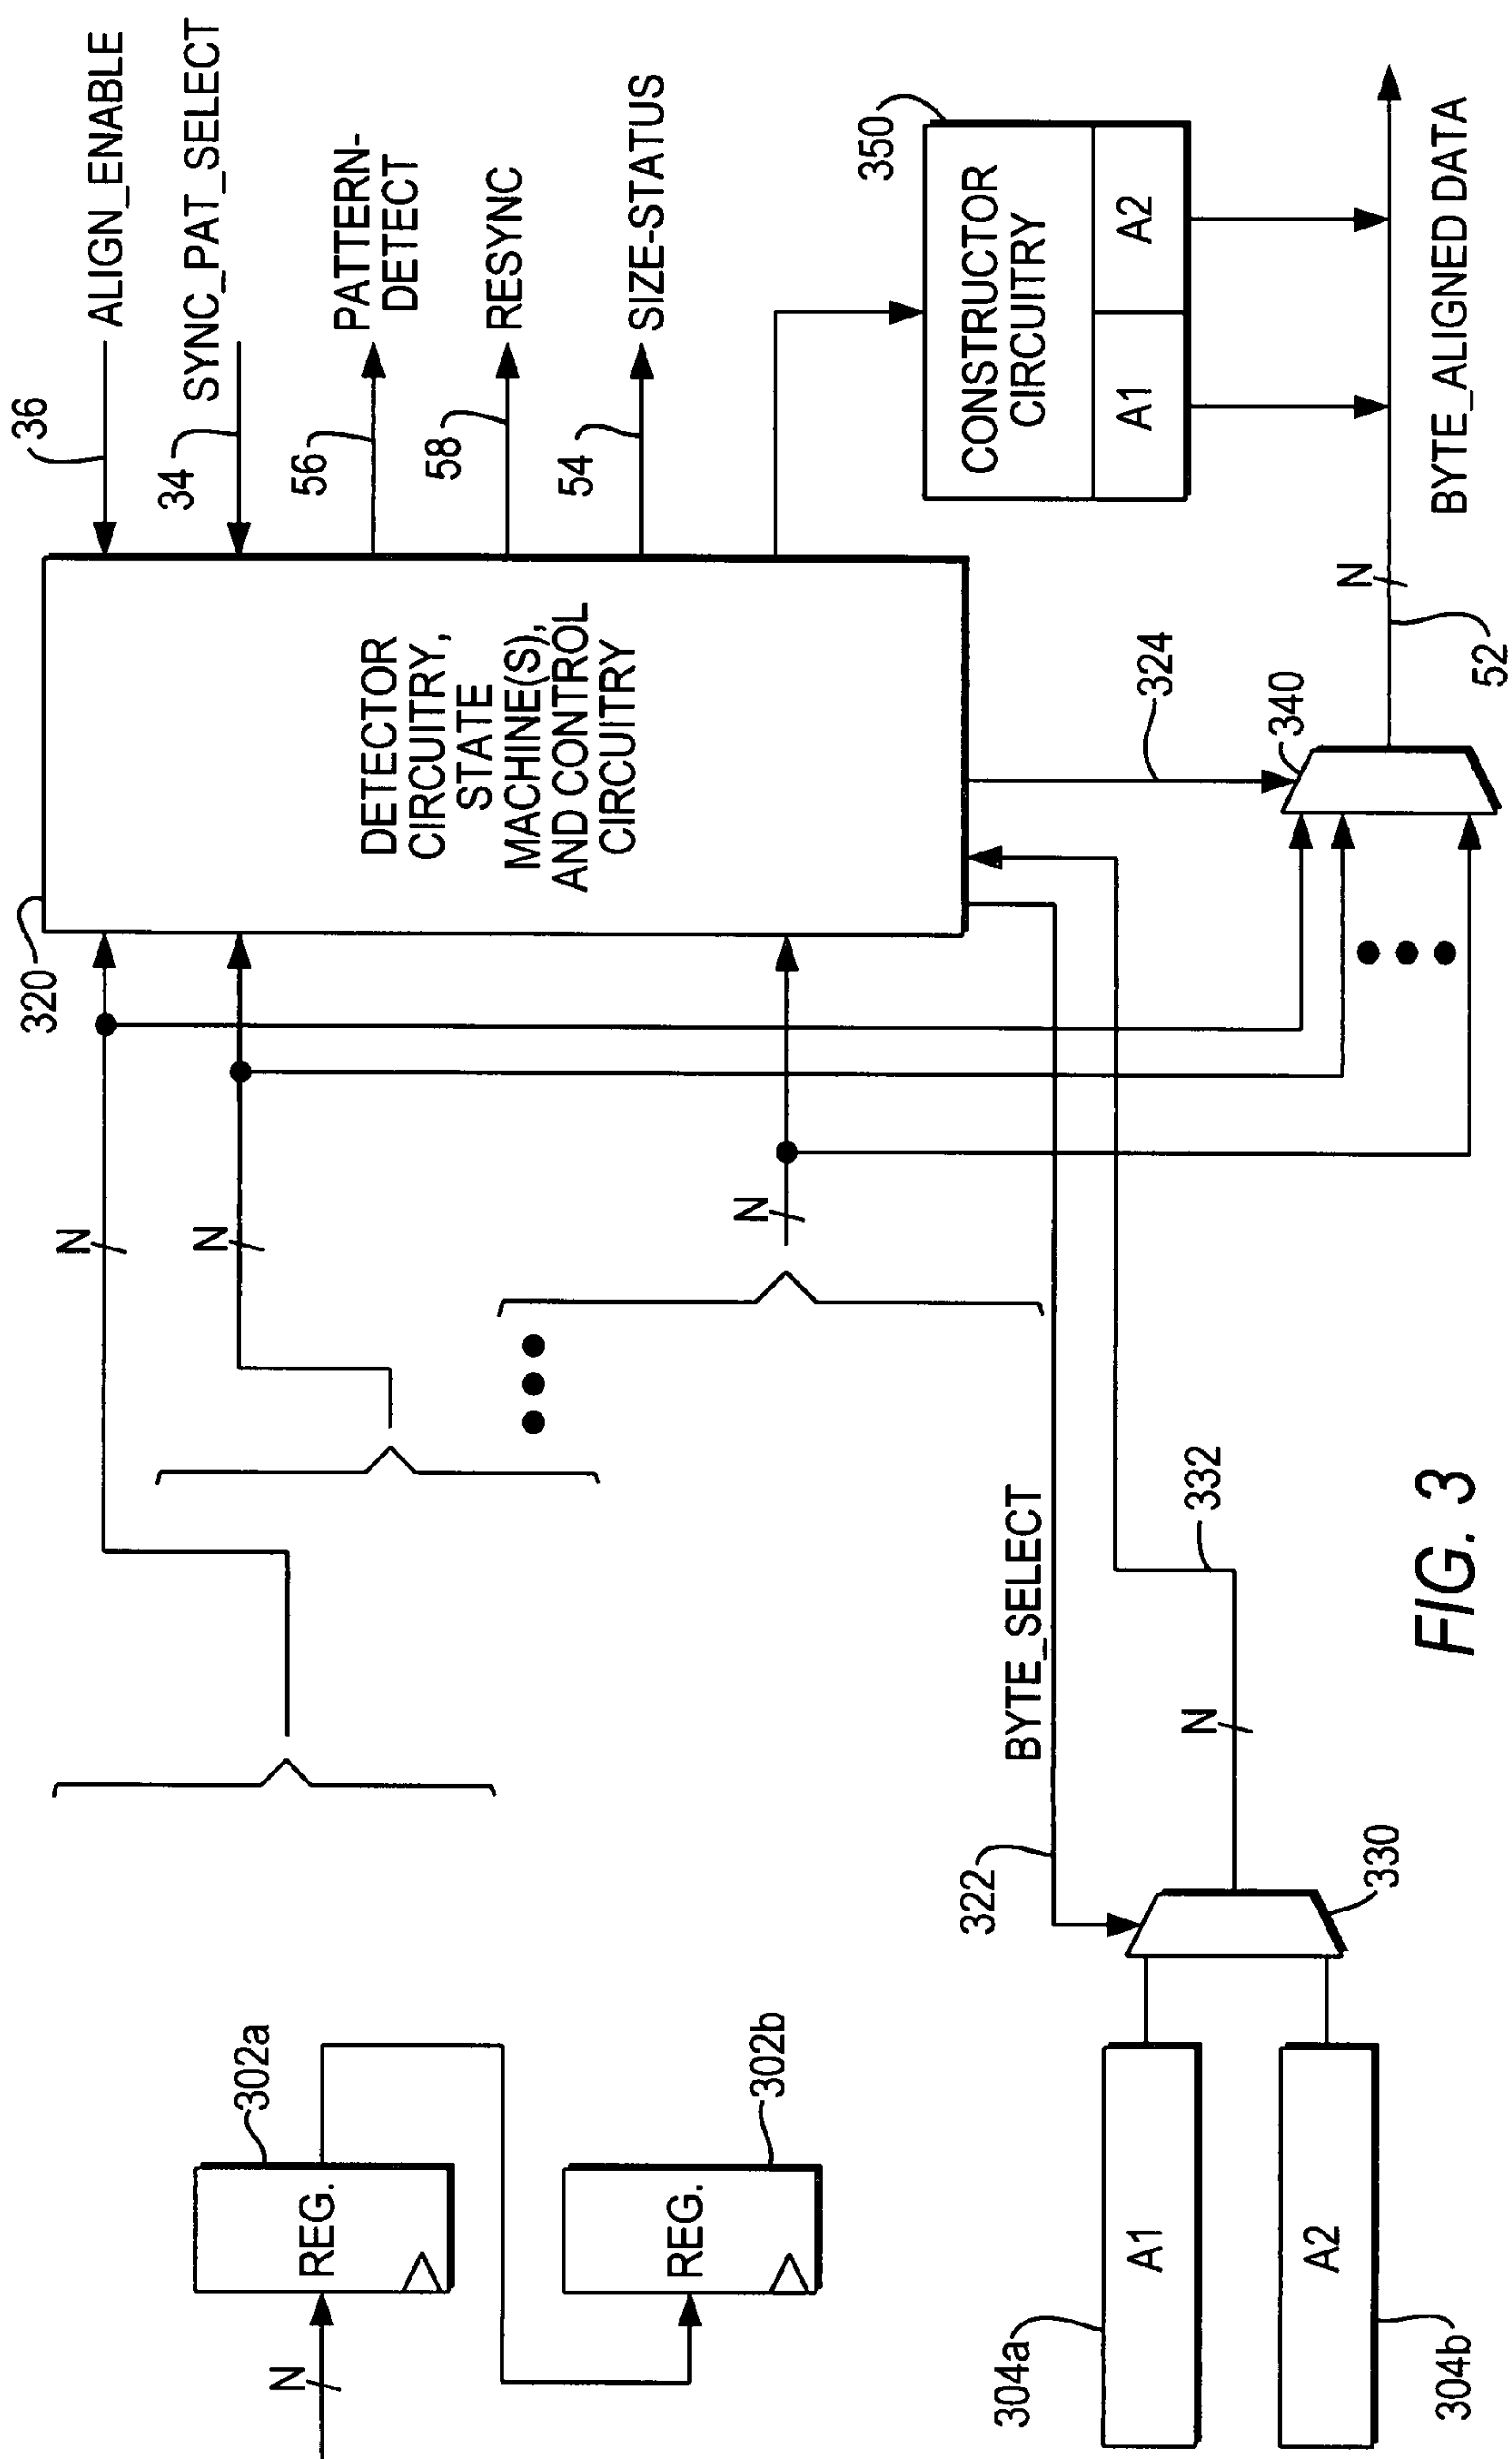 36
ALIGN_ENABLE
34
SYNC_PAT_SELECT
56
PATTERN-
DETECT
58
RESYNC
54
SIZE-STATUS
320
DETECTOR
CIRCUITRY,
STATE
MACHINE(S),
AND CONTROL
CIRCUITRY
N
N
N
302a
REG.
N
302b
REG.
350
CONSTRUCTOR
CIRCUITRY
A1
A2
324
340
N
52
BYTE_ALIGNED DATA
BYTE_SELECT
322
332
N
330
304a
A1
304b
A2
FIG. 3